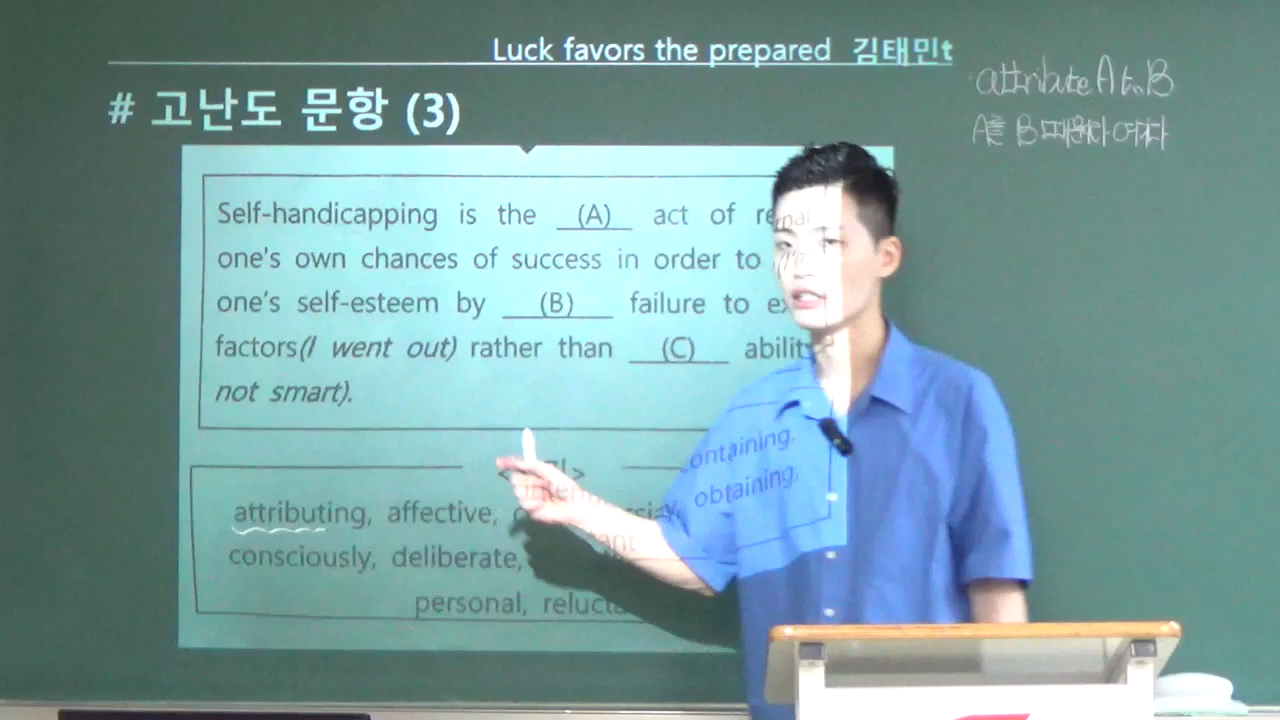 Luck favors the prepared 김태민t
# 고난도 문항 (3)
attribute A to B
A를 B 때문이다 여기다
Self-handicapping is the (A) act of
one's own chances of success in order to
one's self-esteem by (B) failure to
factors(I went out) rather than (C)
not smart).
attributing, affective,
containing,
consciously, deliberate,
obtaining,
personal,